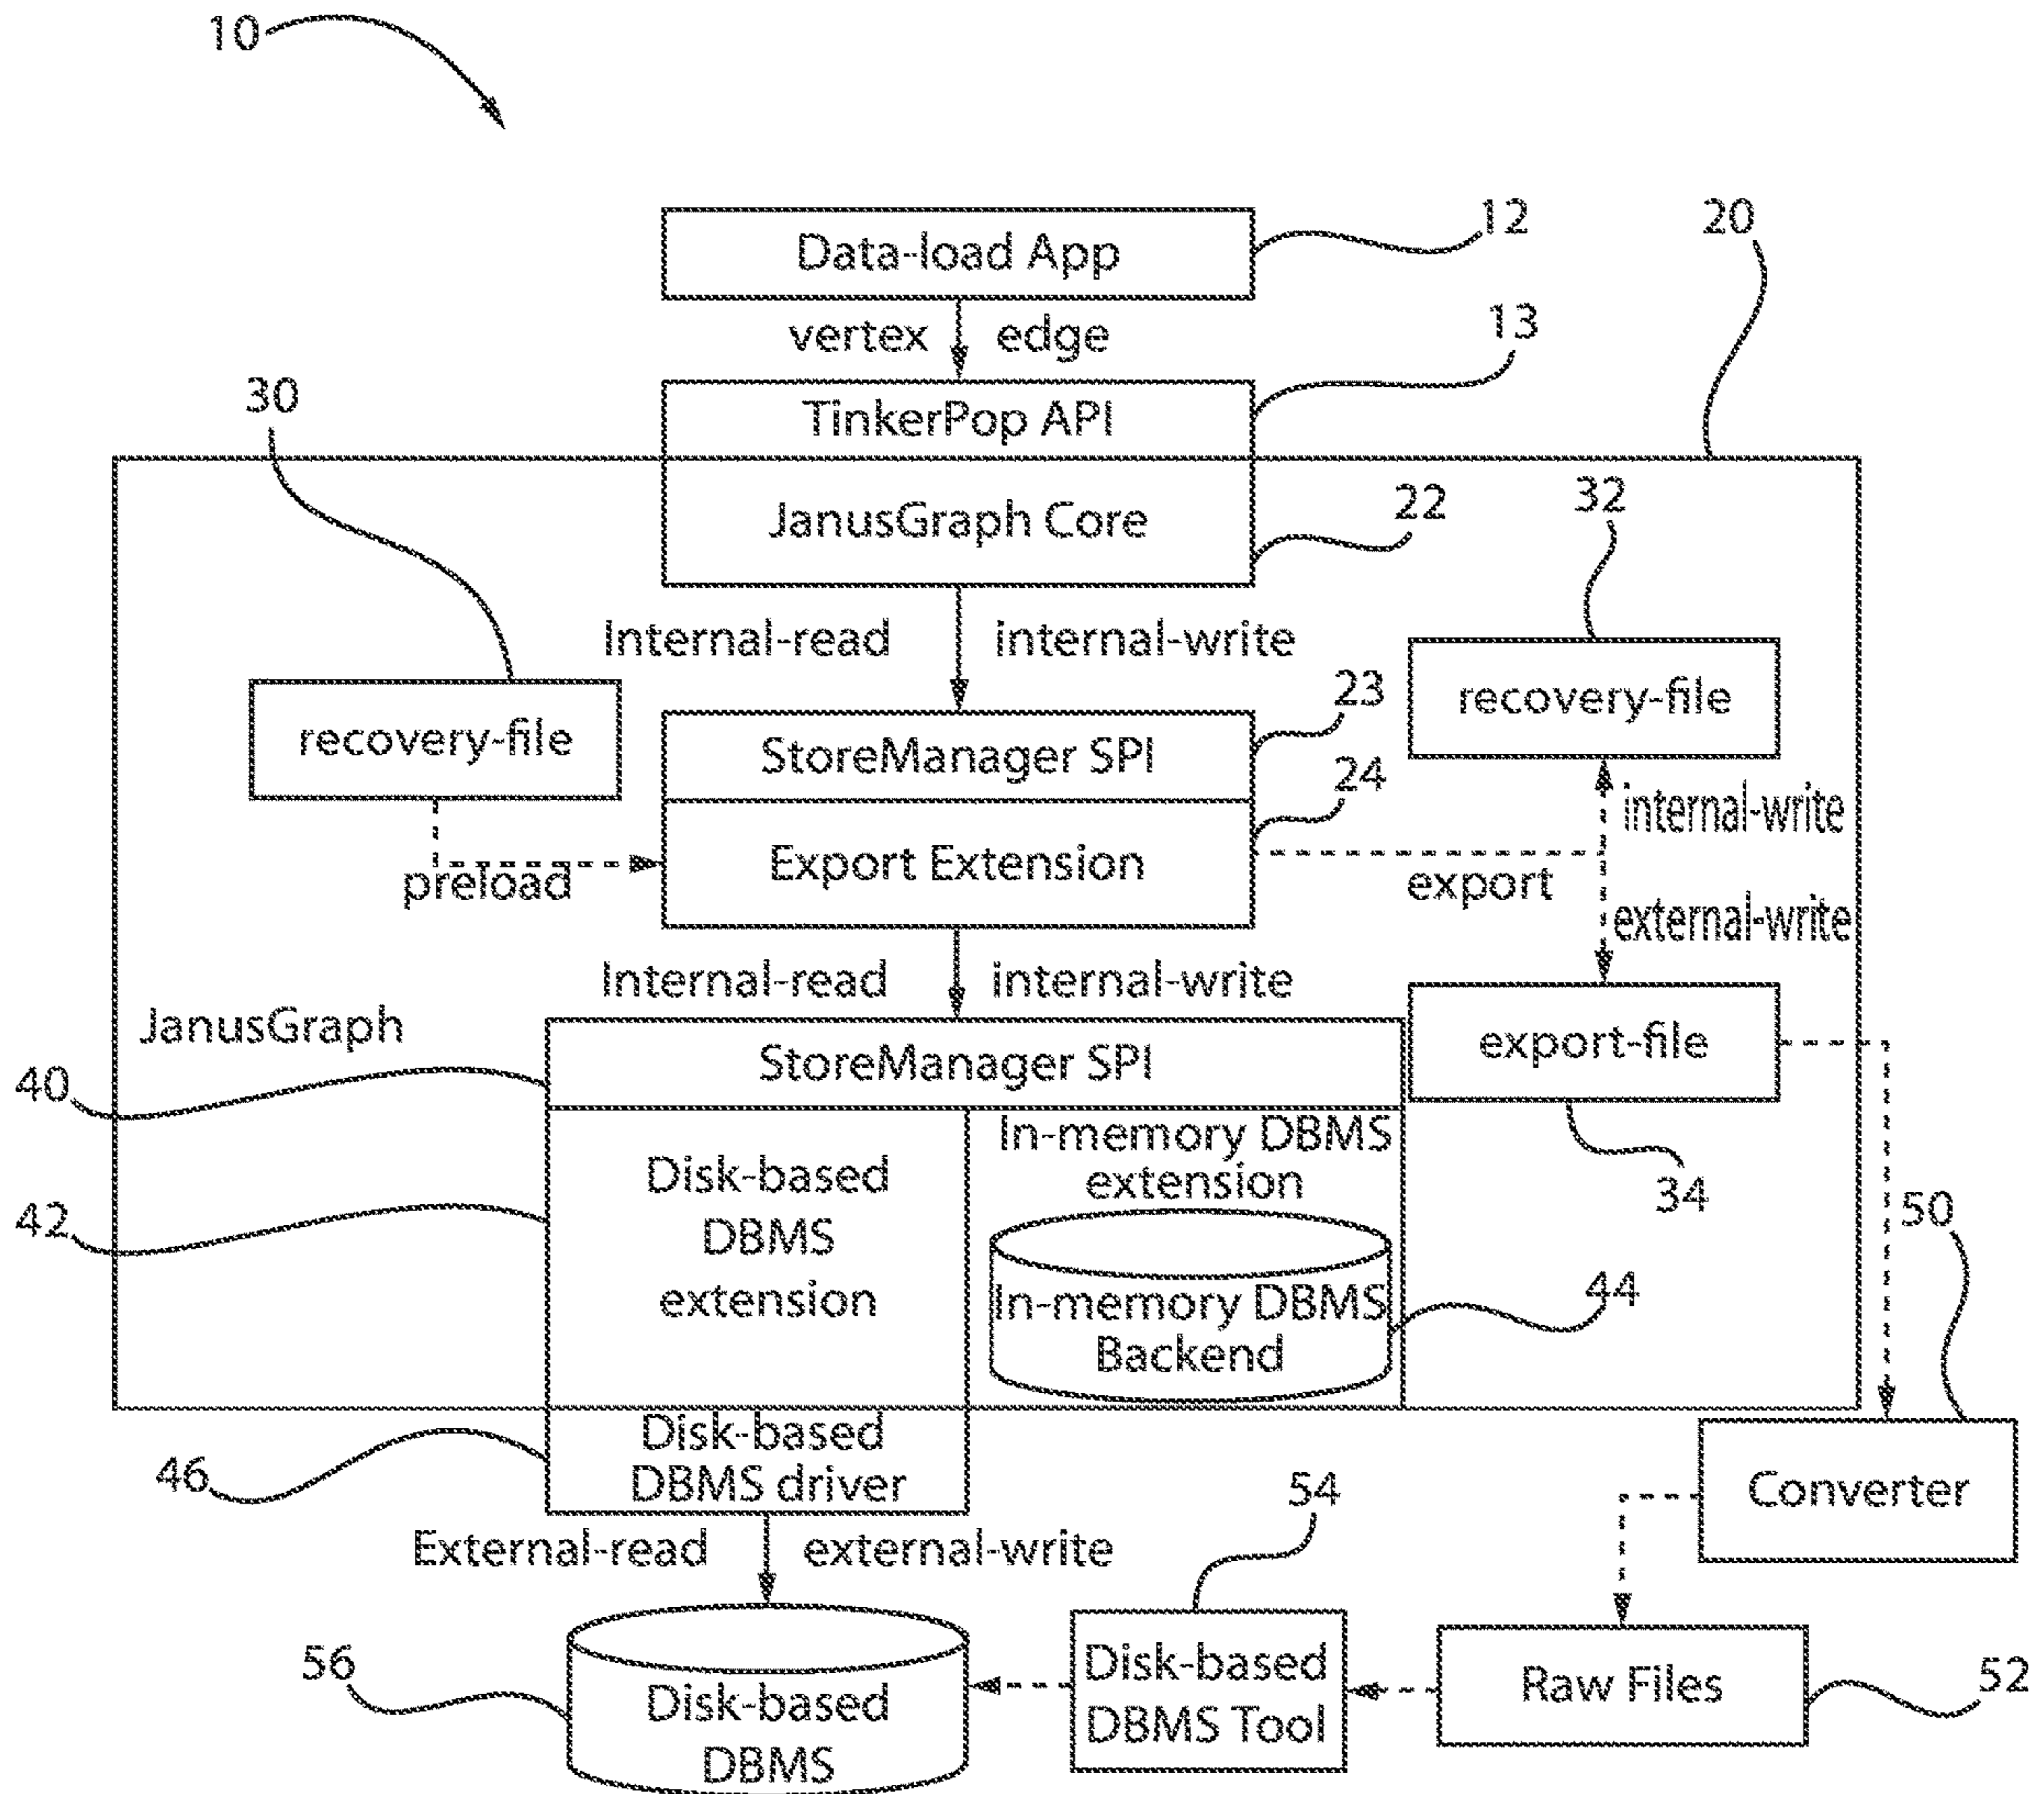 10
Data-load App
12
20
vertex edge
13
TinkerPop API
30
JanusGraph Core
22
32
Internal-read internal-write
recovery-file
recovery-file
23
StoreManager SPI
24
internal-write
Export Extension
preload
export
external-write
Internal-read internal-write
JanusGraph
export-file
StoreManager SPI
40
In-memory DBMS
extension
Disk-based
DBMS
extension
42
34
50
In-memory DBMS
Backend
44
Disk-based
DBMS driver
46
54
Converter
External-read external-write
56
Disk-based
DBMS
Disk-based
DBMS Tool
Raw Files
52